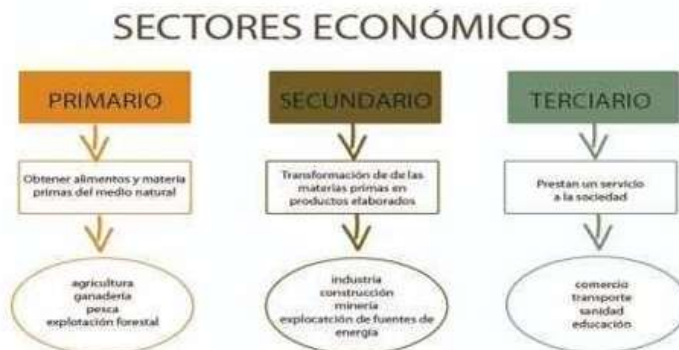 SECTORES ECONÓMICOS
PRIMARIO
Obtener alimentos y materia
primas del medio natural
agricultura
ganadería
pesca
explotación forestal
SECUNDARIO
Transformación de de las
materias primas en
productos elaborados
industria
construcción
minería
explocatción de fuentes de
energía
TERCIARIO
Prestan un servicio
a la sociedad
comercio
transporte
sanidad
educación